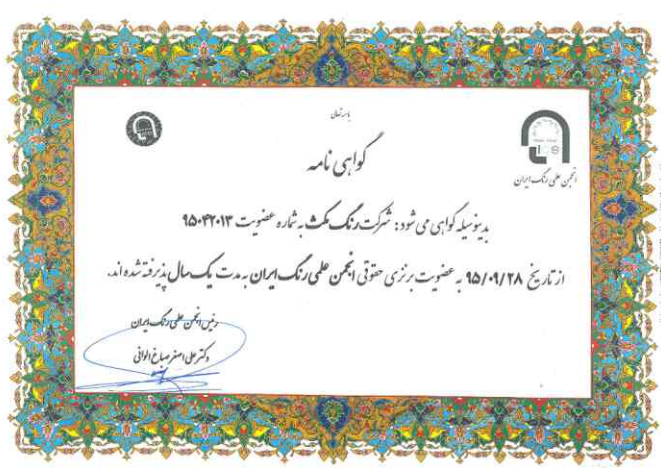 باسمه تعالی
انجمن علمی رنگ ایران
گواهی نامه
بدینوسیله گواهی می شود: شرکت رنگ مکث به شماره عضویت ۹۵۰۴۲۰۱۳
از تاریخ ۹۵/۰۹/۲۸ به عضویت برنزی حقوقی انجمن علمی رنگ ایران به مدت یک سال پذیرفته شده اند.
رئیس انجمن علمی رنگ ایران
دکتر علی اصغر صباغ الوانی